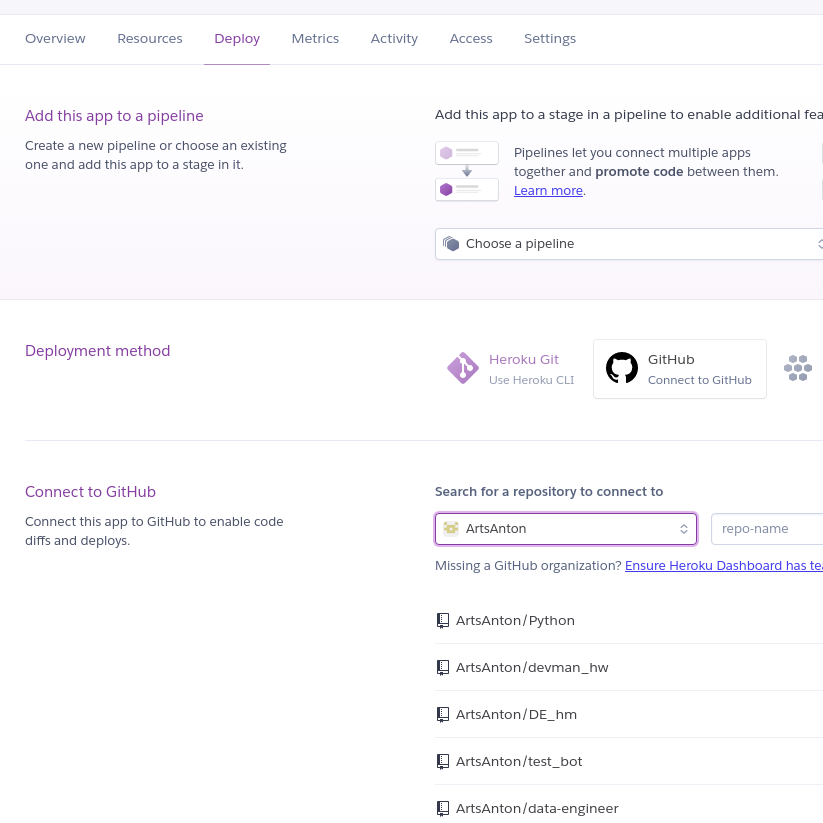 Overview Resources Deploy Metrics Activity Access Settings
Add this app to a pipeline
Create a new pipeline or choose an existing
one and add this app to a stage in it.
Add this app to a stage in a pipeline to enable additional fea
Pipelines let you connect multiple apps
together and promote code between them.
Learn more.
Choose a pipeline
Deployment method
Heroku Git
Use Heroku CLI
GitHub
Connect to GitHub
Connect to GitHub
Connect this app to GitHub to enable code
diffs and deploys.
Search for a repository to connect to
ArtsAnton
repo-name
Missing a GitHub organization? Ensure Heroku Dashboard has te
ArtsAnton/Python
ArtsAnton/devman_hw
ArtsAnton/DE_hm
ArtsAnton/test_bot
ArtsAnton/data-engineer